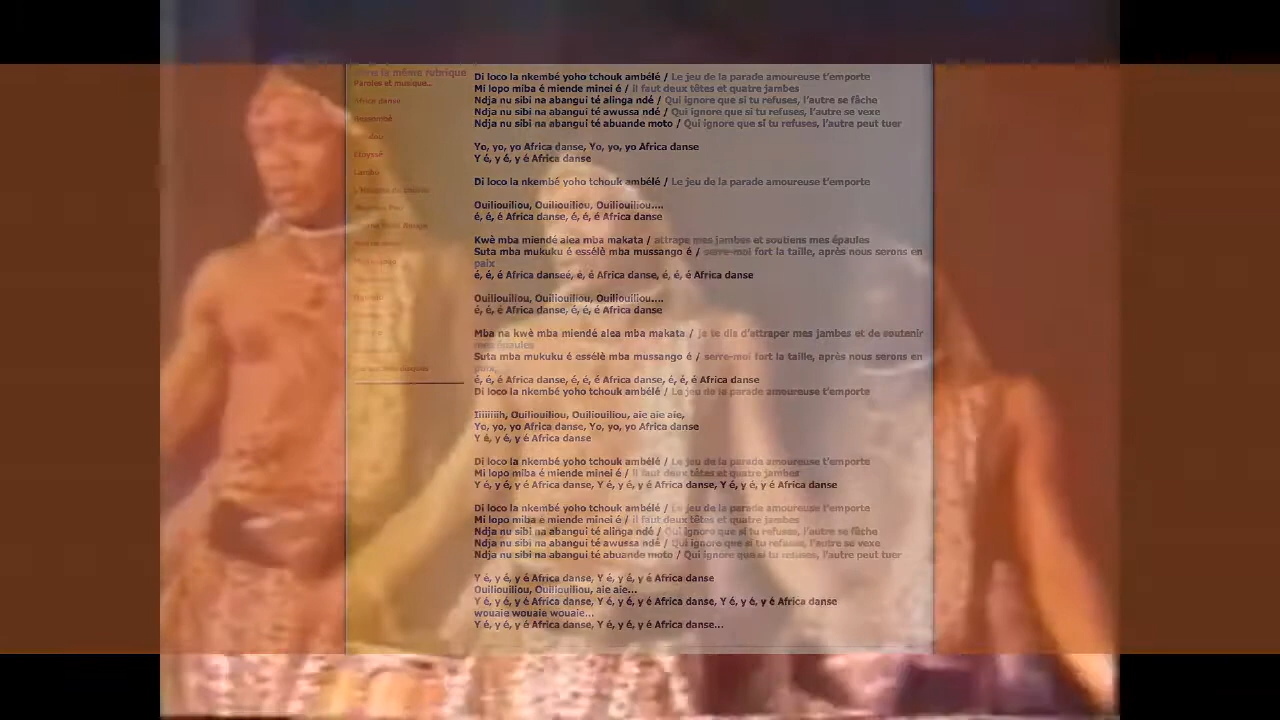 dans la même rubrique
Paroles et musique...
Africa danse
Lambo
Di loco la nkembé yoho tchouk ambélé / Le jeu de la parade amoureuse t'emporte
Mi lopo miba é miende minei é / il faut deux têtes et quatre jambes
Ndja nu sibi na abangui té alinga ndé / Qui ignore que si tu refuses, l'autre se fâche
Ndja nu sibi na abangui té awussa ndé / Qui ignore que si tu refuses, l'autre se vexe
Ndja nu sibi na abangui té abuande moto / Qui ignore que si tu refuses, l'autre peut tuer
Yo, yo, yo Africa danse, Yo, yo, yo Africa danse
Y é, y é, y é Africa danse
Di loco la nkembé yoho tchouk ambélé / Le jeu de la parade amoureuse t'emporte
Ouiliouiliou, Ouiliouiliou, Ouiliouiliou....
é, é, é Africa danse, é, é, é Africa danse
Kwè mba miendé alea mba makata / attrape mes jambes et soutiens mes épaules
Suta mba mukuku é essélè mba mussango é / serre-moi fort la taille, après nous serons en
paix
é, é, é Africa danseé, é, é Africa danse, é, é, é Africa danse
Ouiliouiliou, Ouiliouiliou, Ouiliouiliou....
é, é, é Africa danse, é, é, é Africa danse
Mba na kwè mba miendé alea mba makata / je te dis d'attraper mes jambes et de soutenir
mes épaules
Suta mba mukuku é essélè mba mussango é / serre-moi fort la taille, après nous serons en
paix,
é, é, é Africa danse, é, é, é Africa danse, é, é, é Africa danse
Di loco la nkembé yoho tchouk ambélé / Le jeu de la parade amoureuse t'emporte
Iiiiiiiih, Ouiliouiliou, Ouiliouiliou, aie aie aie,
Yo, yo, yo Africa danse, Yo, yo, yo Africa danse
Y é, y é, y é Africa danse
Di loco la nkembé yoho tchouk ambélé / Le jeu de la parade amoureuse t'emporte
Mi lopo miba é miende minei é / il faut deux têtes et quatre jambes
Y é, y é, y é Africa danse, Y é, y é, y é Africa danse, Y é, y é, y é Africa danse
Di loco la nkembé yoho tchouk ambélé / Le jeu de la parade amoureuse t'emporte
Mi lopo miba é miende minei é / il faut deux têtes et quatre jambes
Ndja nu sibi na abangui té alinga ndé / Qui ignore que si tu refuses, l'autre se fâche
Ndja nu sibi na abangui té awussa ndé / Qui ignore que si tu refuses, l'autre se vexe
Ndja nu sibi na abangui té abuande moto / Qui ignore que si tu refuses, l'autre peut tuer
Y é, y é, y é Africa danse, Y é, y é, y é Africa danse
Ouiliouiliou, Ouiliouiliou, aie aie...
Y é, y é, y é Africa danse, Y é, y é, y é Africa danse, Y é, y é, y é Africa danse
wouaie wouaie wouaie...
Y é, y é, y é Africa danse, Y é, y é, y é Africa danse...